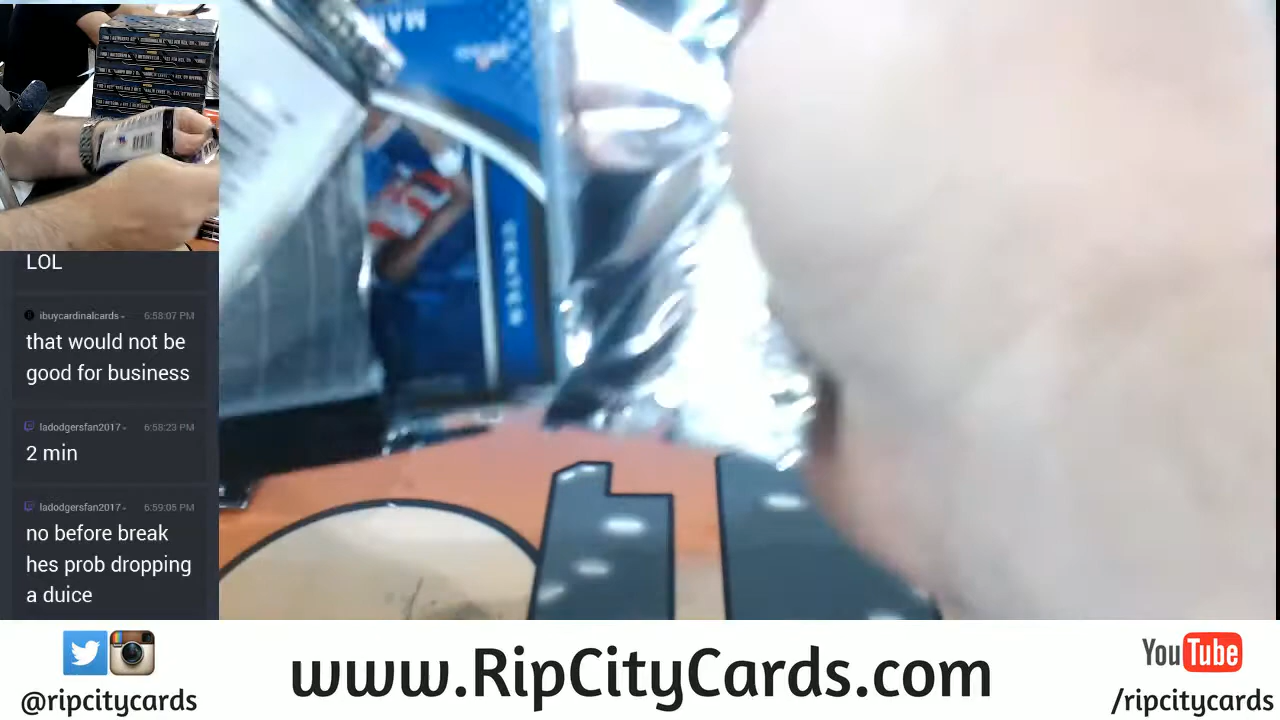 LOL
ibuycardinalcards
6:58:07 PM
that would not be
good for business
ladodgersfan2017
6:58:23 PM
2 min
ladodgersfan2017
6:59:05 PM
no before break
hes prob dropping
a duice
@ripcitycards
www.RipCityCards.com
YouTube
/ripcitycards